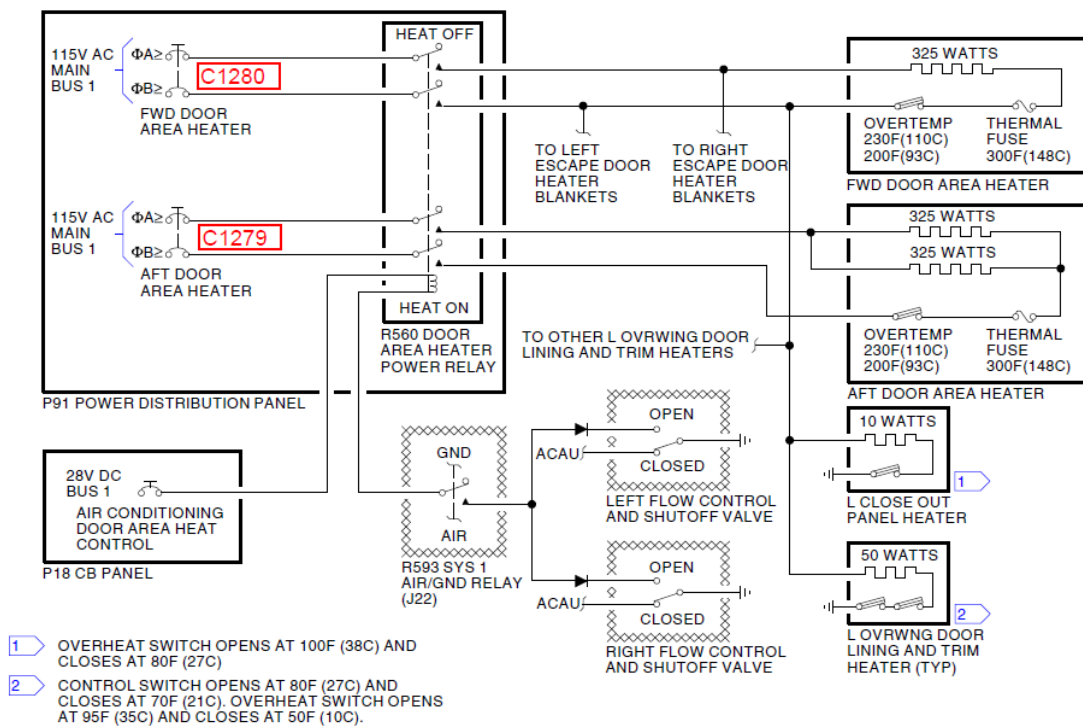 HEAT OFF
115V AC
MAIN
BUS 1
ΦA≥
C1280
ΦB≥
FWD DOOR
AREA HEATER
325 WATTS
OVERTEMP
230F(110C)
200F(93C)
THERMAL
FUSE
300F(148C)
FWD DOOR AREA HEATER
TO LEFT
ESCAPE DOOR
HEATER
BLANKETS
TO RIGHT
ESCAPE DOOR
HEATER
BLANKETS
115V AC
MAIN
BUS 1
ΦA≥
C1279
ΦB≥
AFT DOOR
AREA HEATER
325 WATTS
325 WATTS
OVERTEMP
230F(110C)
200F(93C)
THERMAL
FUSE
300F(148C)
AFT DOOR AREA HEATER
HEAT ON
R560 DOOR
AREA HEATER
POWER RELAY
TO OTHER L OVRWING DOOR
LINING AND TRIM HEATERS
P91 POWER DISTRIBUTION PANEL
28V DC
BUS 1
AIR CONDITIONING
DOOR AREA HEAT
CONTROL
P18 CB PANEL
GND
AIR
R593 SYS 1
AIR/GND RELAY
(J22)
OPEN
ACAU
CLOSED
LEFT FLOW CONTROL
AND SHUTOFF VALVE
OPEN
ACAU
CLOSED
RIGHT FLOW CONTROL
AND SHUTOFF VALVE
10 WATTS
1
L CLOSE OUT
PANEL HEATER
50 WATTS
2
L OVRWNG DOOR
LINING AND TRIM
HEATER (TYP)
1 OVERHEAT SWITCH OPENS AT 100F (38C) AND
CLOSES AT 80F (27C)
2 CONTROL SWITCH OPENS AT 80F (27C) AND
CLOSES AT 70F (21C). OVERHEAT SWITCH OPENS
AT 95F (35C) AND CLOSES AT 50F (10C).